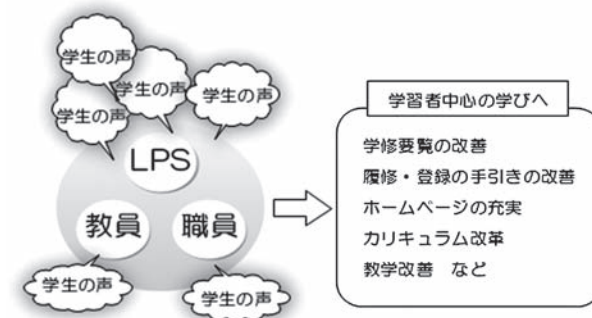 学生の声
学生の声
学生の声
学生の声
LPS
教員
職員
学生の声
学生の声
学習者中心の学びへ
学修要覧の改善
履修・登録の手引きの改善
ホームページの充実
カリキュラム改革
教学改善 など